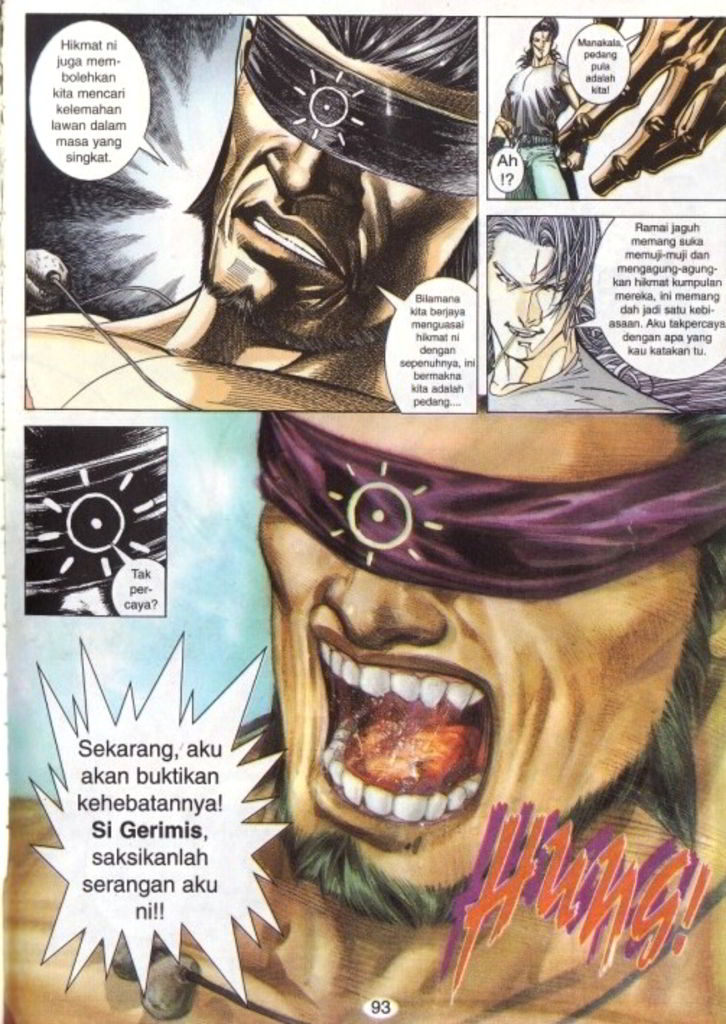 Hikmat ni
juga mem-
bolehkan
kita mencari
kelemahan
lawan dalam
masa yang
singkat.
Bilamana
kita berjaya
menguasai
hikmat ni
dengan
sepenuhnya, ini
bermakna
kita adalah
pedang....
Manakala,
pedang
pula
adalah
kita!
Ah
!?
Ramai jaguh
memang suka
memuji-muji dan
mengagung-agung-
kan kumpulan
mereka, ini memang
dah jadi satu kebi-
asaan. Aku takpercaya
dengan apa yang
kau katakan tu.
Tak
per-
caya?
Sekarang, aku
akan buktikan
kehebatannya!
Si Gerimis,
saksikanlah
serangan aku
ni!!
Hung!
93